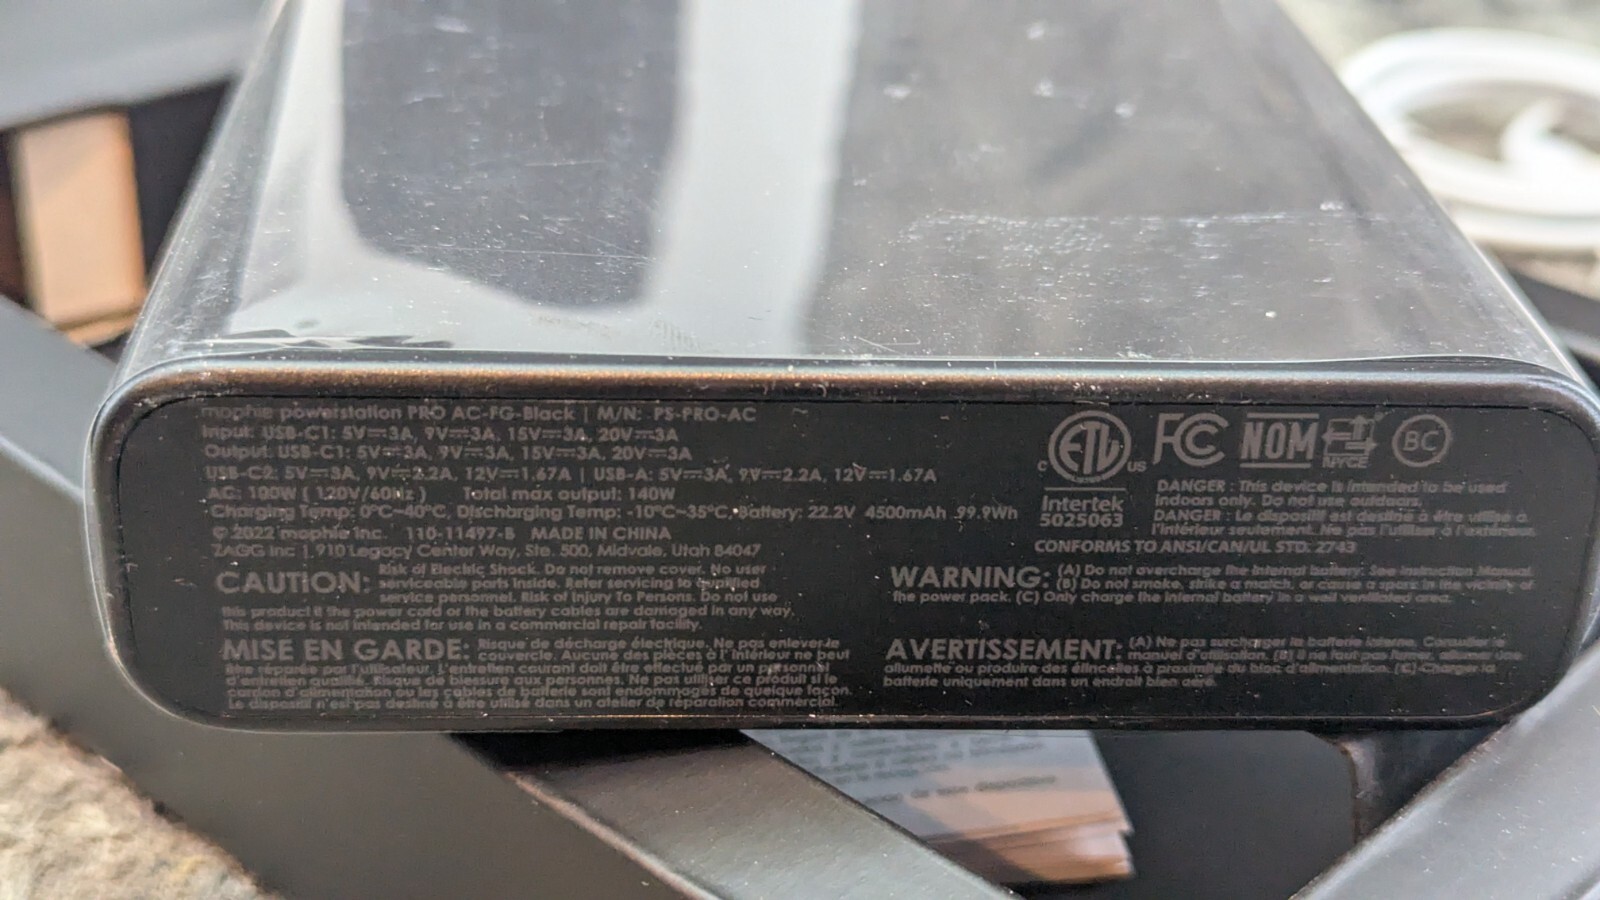 mophie powerstation PRO AC-FG-Black | M/N: PS-PRO-AC
Input: USB-C1: 5V⎓3A, 9V⎓3A, 15V⎓3A, 20V⎓3A
Output: USB-C1: 5V⎓3A, 9V⎓3A, 15V⎓3A, 20V⎓3A
USB-C2: 5V⎓3A, 9V⎓2.2A, 12V⎓1.67A | USB-A: 5V⎓3A, 9V⎓2.2A, 12V⎓1.67A
AC: 100W ( 120V/60Hz ) Total max output: 140W
Charging Temp: 0°C~40°C, Discharging Temp: -10°C~35°C, Battery: 22.2V 4500mAh 99.9Wh
© 2022 mophie inc. 110-11497-B MADE IN CHINA
ZAGG Inc | 910 Legacy Center Way, Ste. 500, Midvale, Utah 84047
CAUTION: Risk of Electric Shock. Do not remove cover. No user
serviceable parts inside. Refer servicing to qualified
service personnel. Risk of Injury To Persons. Do not use
this product if the power cord or the battery cables are damaged in any way.
This device is not intended for use in a commercial repair facility.
MISE EN GARDE: Risque de décharge électrique. Ne pas enlever le
couvercle. Aucune des pièces à l'intérieur ne peut
être réparée par l'utilisateur. L'entretien courant doit être effectué par un personnel
d'entretien qualifié. Risque de blessure aux personnes. Ne pas utiliser ce produit si le
cordon d'alimentation ou les cables de batterie sont endommagés de quelque façon.
Le dispositif n'est pas destiné à être utilisé dans un atelier de réparation commercial.
c ETL us FC NOM NYCE BC
Intertek
5025063
DANGER : This device is intended to be used
indoors only. Do not use outdoors.
DANGER : Le dispositif est destiné à être utilisé à
l'intérieur seulement. Ne pas l'utiliser à l'extérieur.
CONFORMS TO ANSI/CAN/UL STD. 2743
WARNING: (A) Do not overcharge the internal battery. See Instruction Manual.
(B) Do not smoke, strike a match, or cause a spark in the vicinity of
the power pack. (C) Only charge the internal battery in a well ventilated area.
AVERTISSEMENT: (A) Ne pas surcharger la batterie interne. Consulter le
manuel d'utilisation. (B) Il ne faut pas fumer, allumer une
allumette ou produire des étincelles à proximité du bloc d'alimentation. (C) Charger la
batterie uniquement dans un endroit bien aéré.